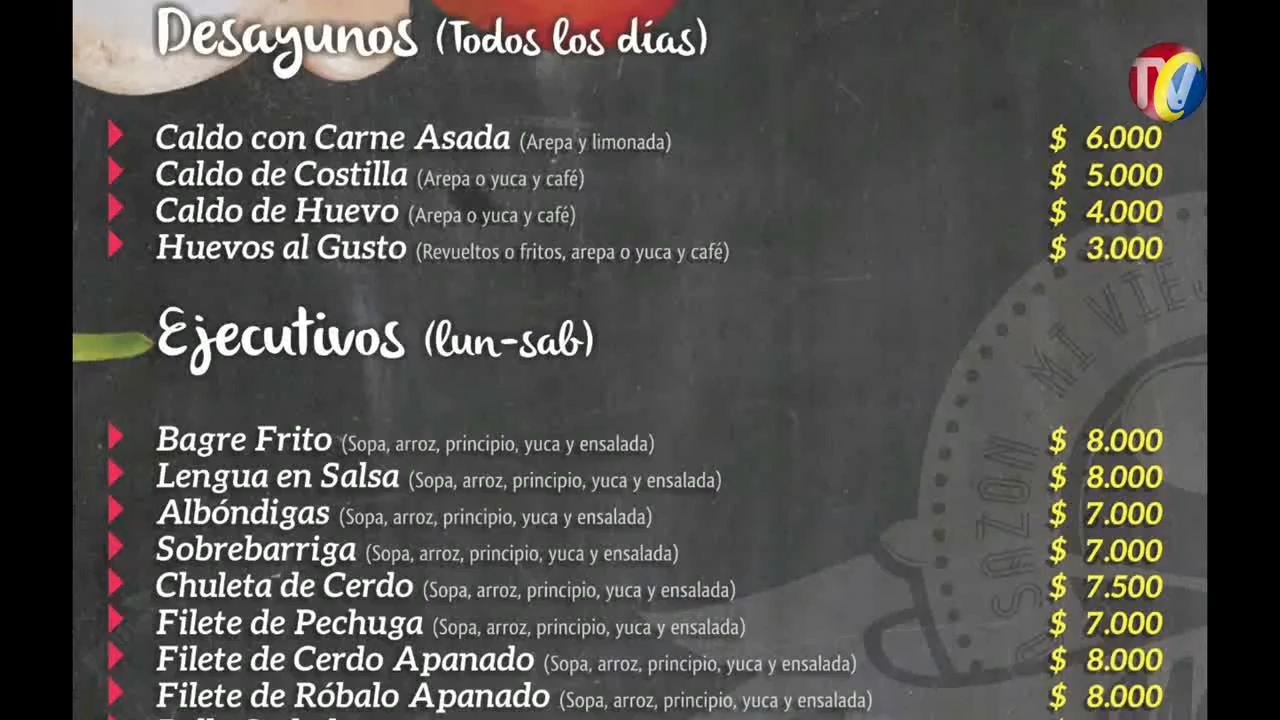 Desayunos (Todos los días)
TVC
Caldo con Carne Asada (Arepa y limonada) $ 6.000
Caldo de Costilla (Arepa o yuca y café) $ 5.000
Caldo de Huevo (Arepa o yuca y café) $ 4.000
Huevos al Gusto (Revueltos o fritos, arepa o yuca y café) $ 3.000
Ejecutivos (lun-sab)
SAZÓN · MI VIEJ
Bagre Frito (Sopa, arroz, principio, yuca y ensalada) $ 8.000
Lengua en Salsa (Sopa, arroz, principio, yuca y ensalada) $ 8.000
Albóndigas (Sopa, arroz, principio, yuca y ensalada) $ 7.000
Sobrebarriga (Sopa, arroz, principio, yuca y ensalada) $ 7.000
Chuleta de Cerdo (Sopa, arroz, principio, yuca y ensalada) $ 7.500
Filete de Pechuga (Sopa, arroz, principio, yuca y ensalada) $ 7.000
Filete de Cerdo Apanado (Sopa, arroz, principio, yuca y ensalada) $ 8.000
Filete de Róbalo Apanado (Sopa, arroz, principio, yuca y ensalada) $ 8.000